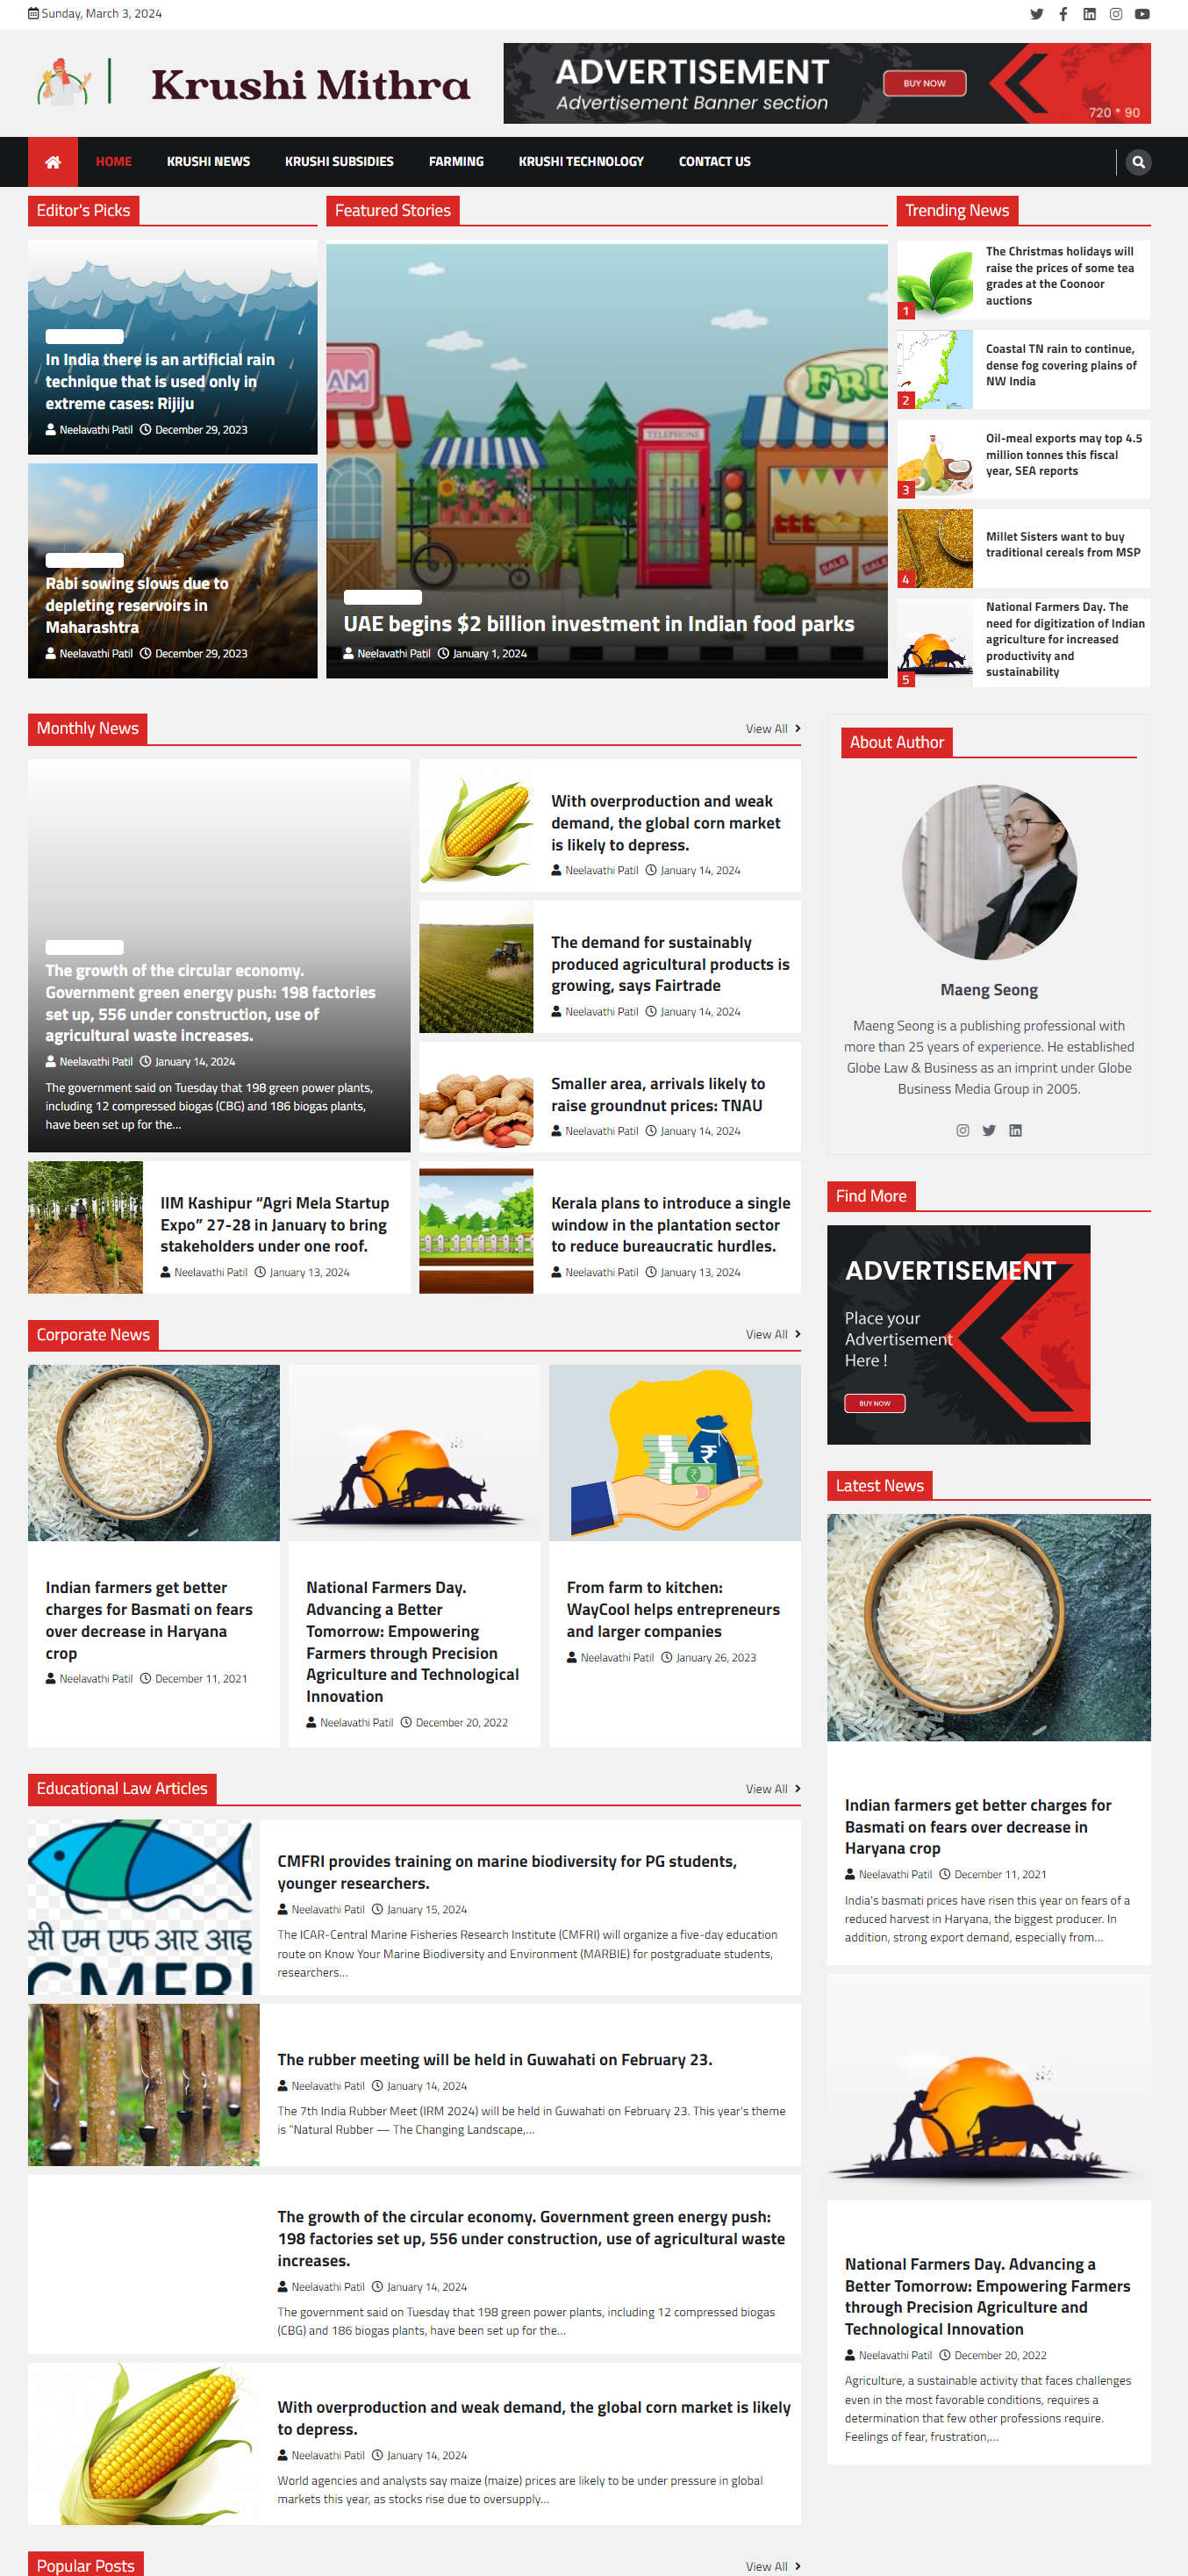 Sunday, March 3, 2024
Krushi Mithra
ADVERTISEMENT
Advertisement Banner section
BUY NOW
720 * 90
HOME
KRUSHI NEWS
KRUSHI SUBSIDIES
FARMING
KRUSHI TECHNOLOGY
CONTACT US
Editor's Picks
In India there is an artificial rain
technique that is used only in
extreme cases: Rijiju
Neelavathi Patil December 29, 2023
Rabi sowing slows due to
depleting reservoirs in
Maharashtra
Neelavathi Patil December 29, 2023
Featured Stories
AM
FRU
TELEPHONE
SALE
SALE
UAE begins $2 billion investment in Indian food parks
Neelavathi Patil January 1, 2024
Trending News
1
The Christmas holidays will
raise the prices of some tea
grades at the Coonoor
auctions
2
Coastal TN rain to continue,
dense fog covering plains of
NW India
3
Oil-meal exports may top 4.5
million tonnes this fiscal
year, SEA reports
4
Millet Sisters want to buy
traditional cereals from MSP
5
National Farmers Day. The
need for digitization of Indian
agriculture for increased
productivity and
sustainability
Monthly News
View All
The growth of the circular economy.
Government green energy push: 198 factories
set up, 556 under construction, use of
agricultural waste increases.
Neelavathi Patil January 14, 2024
The government said on Tuesday that 198 green power plants,
including 12 compressed biogas (CBG) and 186 biogas plants,
have been set up for the...
With overproduction and weak
demand, the global corn market
is likely to depress.
Neelavathi Patil January 14, 2024
The demand for sustainably
produced agricultural products is
growing, says Fairtrade
Neelavathi Patil January 14, 2024
Smaller area, arrivals likely to
raise groundnut prices: TNAU
Neelavathi Patil January 14, 2024
IIM Kashipur “Agri Mela Startup
Expo” 27-28 in January to bring
stakeholders under one roof.
Neelavathi Patil January 13, 2024
Kerala plans to introduce a single
window in the plantation sector
to reduce bureaucratic hurdles.
Neelavathi Patil January 13, 2024
About Author
Maeng Seong
Maeng Seong is a publishing professional with
more than 25 years of experience. He established
Globe Law & Business as an imprint under Globe
Business Media Group in 2005.
Find More
ADVERTISEMENT
Place your
Advertisement
Here !
BUY NOW
Corporate News
View All
Indian farmers get better
charges for Basmati on fears
over decrease in Haryana
crop
Neelavathi Patil December 11, 2021
National Farmers Day.
Advancing a Better
Tomorrow: Empowering
Farmers through Precision
Agriculture and Technological
Innovation
Neelavathi Patil December 20, 2022
From farm to kitchen:
WayCool helps entrepreneurs
and larger companies
Neelavathi Patil January 26, 2023
Latest News
Indian farmers get better charges for
Basmati on fears over decrease in
Haryana crop
Neelavathi Patil December 11, 2021
India's basmati prices have risen this year on fears of a
reduced harvest in Haryana, the biggest producer. In
addition, strong export demand, especially from...
National Farmers Day. Advancing a
Better Tomorrow: Empowering Farmers
through Precision Agriculture and
Technological Innovation
Neelavathi Patil December 20, 2022
Agriculture, a sustainable activity that faces challenges
even in the most favorable conditions, requires a
determination that few other professions require.
Feelings of fear, frustration,...
Educational Law Articles
View All
सी एम एफ आर आइ
CMFRI
CMFRI provides training on marine biodiversity for PG students,
younger researchers.
Neelavathi Patil January 15, 2024
The ICAR-Central Marine Fisheries Research Institute (CMFRI) will organize a five-day education
route on Know Your Marine Biodiversity and Environment (MARBIE) for postgraduate students,
researchers...
The rubber meeting will be held in Guwahati on February 23.
Neelavathi Patil January 14, 2024
The 7th India Rubber Meet (IRM 2024) will be held in Guwahati on February 23. This year's theme
is “Natural Rubber — The Changing Landscape,...
The growth of the circular economy. Government green energy push:
198 factories set up, 556 under construction, use of agricultural waste
increases.
Neelavathi Patil January 14, 2024
The government said on Tuesday that 198 green power plants, including 12 compressed biogas
(CBG) and 186 biogas plants, have been set up for the...
With overproduction and weak demand, the global corn market is likely
to depress.
Neelavathi Patil January 14, 2024
World agencies and analysts say maize (maize) prices are likely to be under pressure in global
markets this year, as stocks rise due to oversupply...
Popular Posts
View All